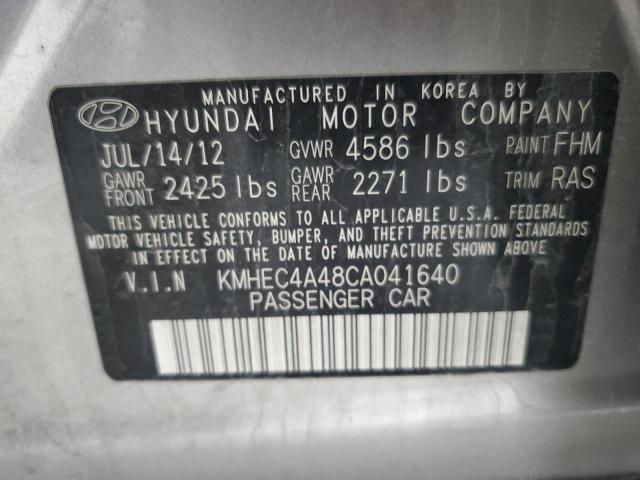 MANUFACTURED IN KOREA BY
HYUNDAI MOTOR COMPANY
JUL/14/12 GVWR 4586 lbs PAINT FHM
GAWR FRONT 2425 lbs GAWR REAR 2271 lbs TRIM RAS
THIS VEHICLE CONFORMS TO ALL APPLICABLE U.S.A. FEDERAL
MOTOR VEHICLE SAFETY, BUMPER, AND THEFT PREVENTION STANDARDS
IN EFFECT ON THE DATE OF MANUFACTURE SHOWN ABOVE.
V.I.N KMHEC4A48CA041640
PASSENGER CAR